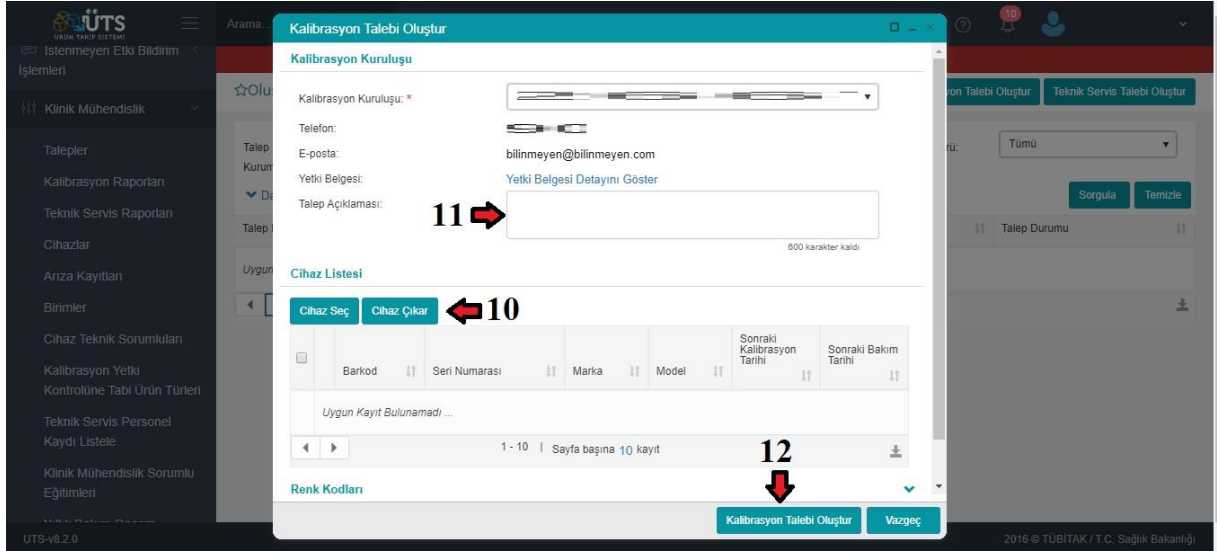 ÜTS
ÜRÜN TAKİP SİSTEMİ
Arama...
10
İstenmeyen Etki Bildirim
İşlemleri
Klinik Mühendislik
Talepler
Kalibrasyon Raporları
Teknik Servis Raporları
Cihazlar
Arıza Kayıtları
Birimler
Cihaz Teknik Sorumluları
Kalibrasyon Yetki
Kontrolüne Tabi Ürün Türleri
Teknik Servis Personel
Kaydı Listele
Klinik Mühendislik Sorumlu
Eğitimleri
UTS-v8.2.0
Talep
Tümü
Teknik Servis Talebi Oluştur
Talebi Oluştur
Sorgula Temizle
Talep Durumu
Kalibrasyon Talebi Oluştur
Kalibrasyon Kuruluşu
Kalibrasyon Kuruluşu: *
Telefon:
E-posta: bilinmeyen@bilinmeyen.com
Yetki Belgesi: Yetki Belgesi Detayını Göster
Talep Açıklaması: 11
600 karakter kaldı
Cihaz Listesi
Cihaz Seç Cihaz Çıkar 10
Barkod Seri Numarası Marka Model Sonraki Kalibrasyon Tarihi Sonraki Bakım Tarihi
Uygun Kayıt Bulunamadı ...
1 - 10 | Sayfa başına 10 kayıt
12
Renk Kodları
Kalibrasyon Talebi Oluştur Vazgeç
2016 © TÜBİTAK / T.C. Sağlık Bakanlığı